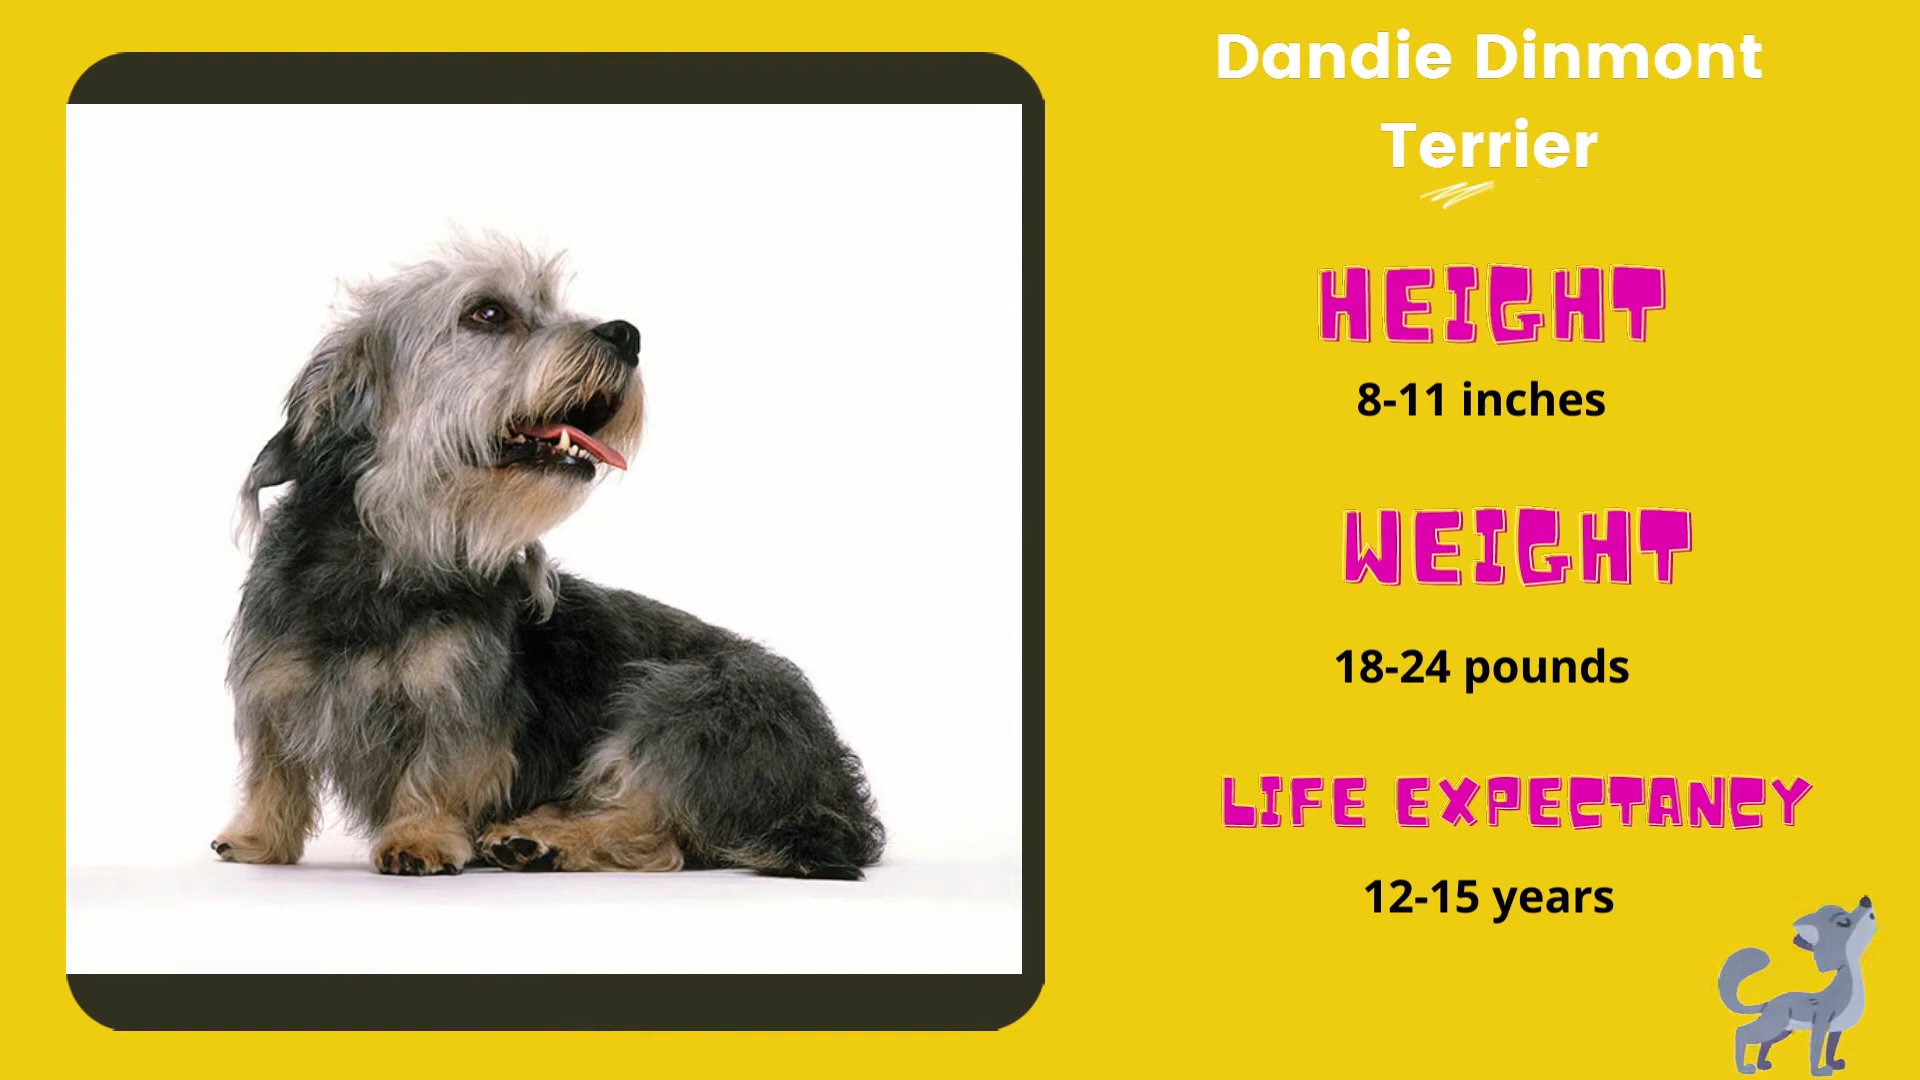 Dandie Dinmont
Terrier
HEIGHT
8-11 inches
WEIGHT
18-24 pounds
LIFE EXPECTANCY
12-15 years